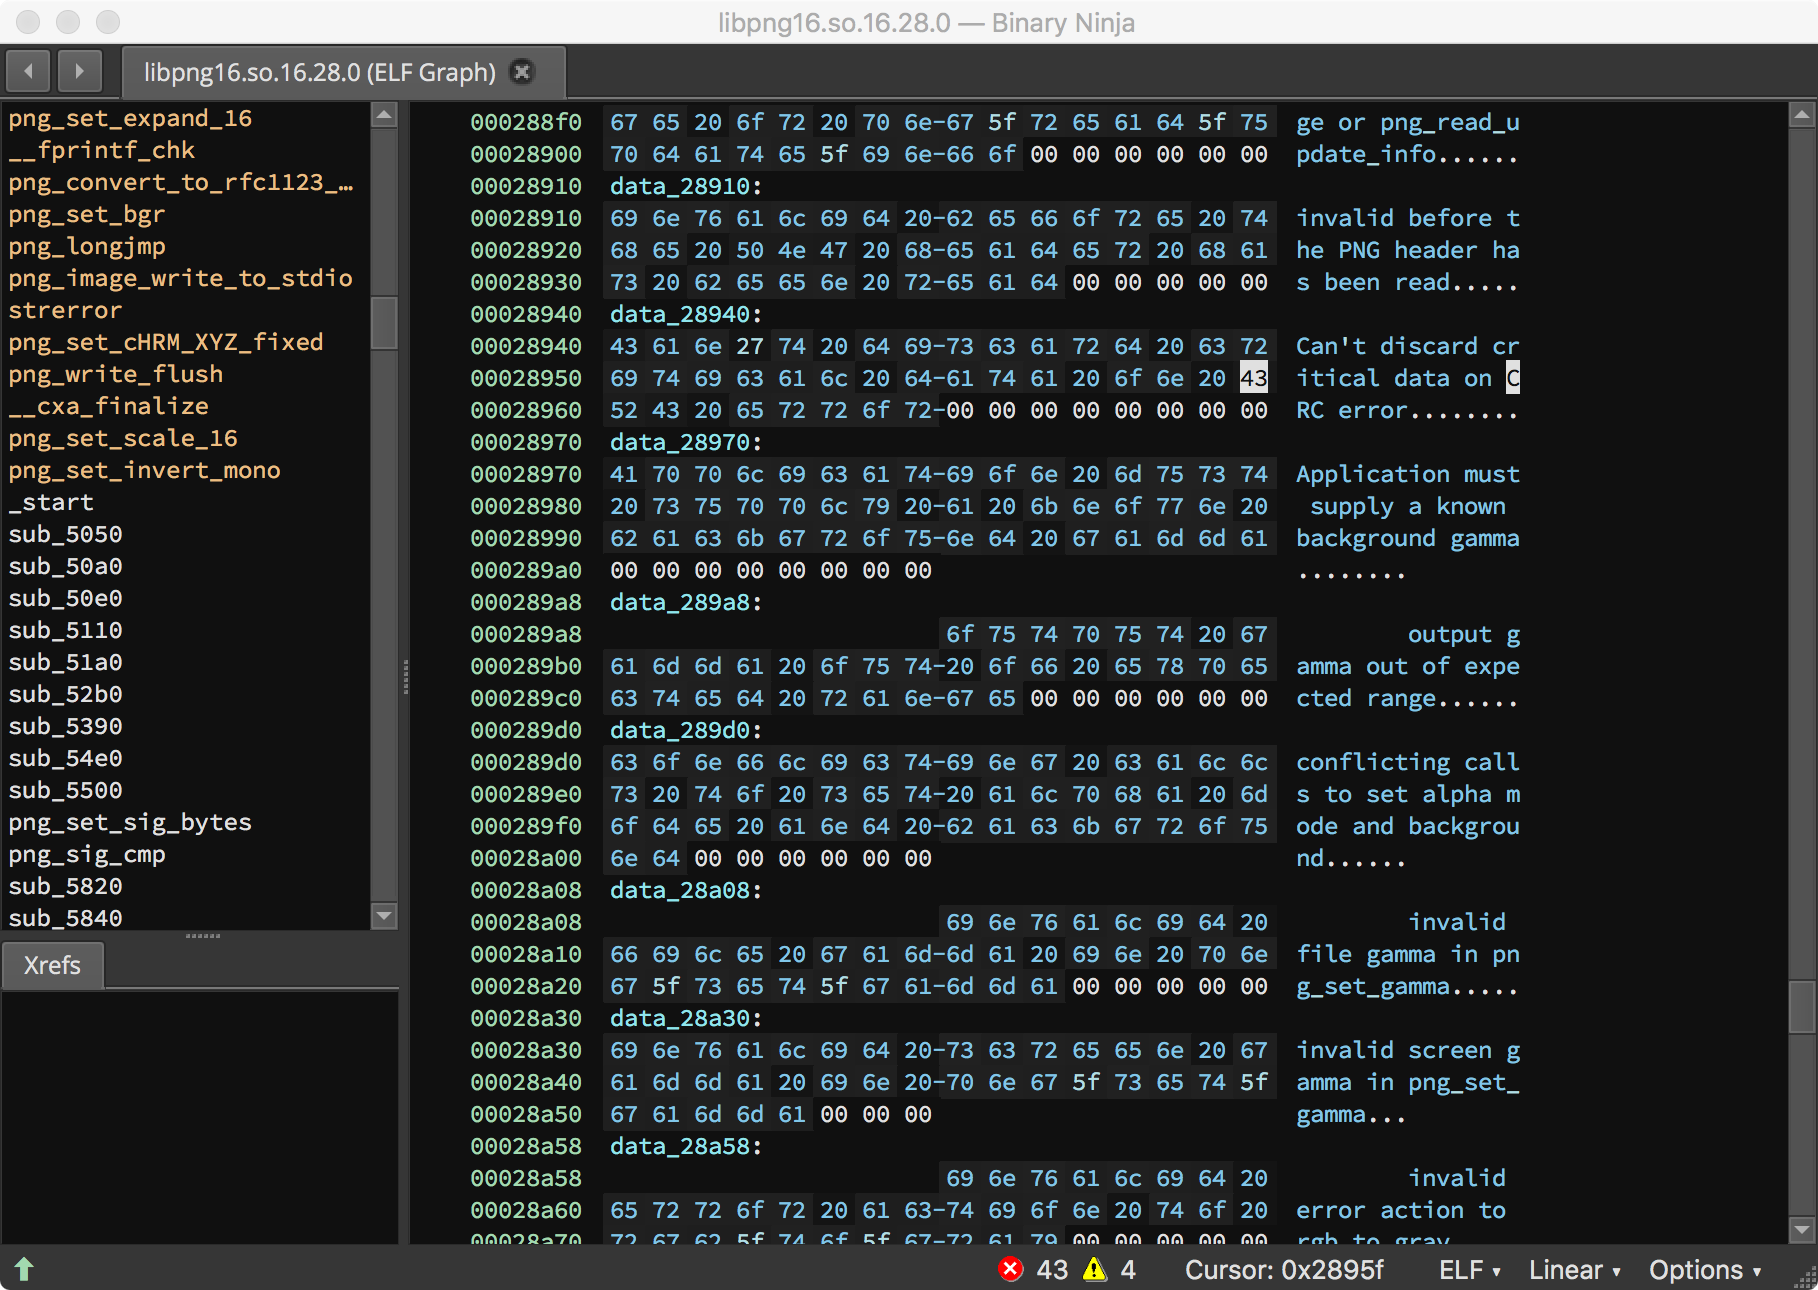 libpng16.so.16.28.0 — Binary Ninja
libpng16.so.16.28.0 (ELF Graph)
png_set_expand_16
__fprintf_chk
png_convert_to_rfc1123_…
png_set_bgr
png_longjmp
png_image_write_to_stdio
strerror
png_set_cHRM_XYZ_fixed
png_write_flush
__cxa_finalize
png_set_scale_16
png_set_invert_mono
_start
sub_5050
sub_50a0
sub_50e0
sub_5110
sub_51a0
sub_52b0
sub_5390
sub_54e0
sub_5500
png_set_sig_bytes
png_sig_cmp
sub_5820
sub_5840
Xrefs
000288f0 67 65 20 6f 72 20 70 6e-67 5f 72 65 61 64 5f 75 ge or png_read_u
00028900 70 64 61 74 65 5f 69 6e-66 6f 00 00 00 00 00 00 pdate_info......
00028910 data_28910:
00028910 69 6e 76 61 6c 69 64 20-62 65 66 6f 72 65 20 74 invalid before t
00028920 68 65 20 50 4e 47 20 68-65 61 64 65 72 20 68 61 he PNG header ha
00028930 73 20 62 65 65 6e 20 72-65 61 64 00 00 00 00 00 s been read.....
00028940 data_28940:
00028940 43 61 6e 27 74 20 64 69-73 63 61 72 64 20 63 72 Can't discard cr
00028950 69 74 69 63 61 6c 20 64-61 74 61 20 6f 6e 20 43 itical data on C
00028960 52 43 20 65 72 72 6f 72-00 00 00 00 00 00 00 00 RC error........
00028970 data_28970:
00028970 41 70 70 6c 69 63 61 74-69 6f 6e 20 6d 75 73 74 Application must
00028980 20 73 75 70 70 6c 79 20-61 20 6b 6e 6f 77 6e 20 supply a known
00028990 62 61 63 6b 67 72 6f 75-6e 64 20 67 61 6d 6d 61 background gamma
000289a0 00 00 00 00 00 00 00 00 ........
000289a8 data_289a8:
000289a8 6f 75 74 70 75 74 20 67 output g
000289b0 61 6d 6d 61 20 6f 75 74-20 6f 66 20 65 78 70 65 amma out of expe
000289c0 63 74 65 64 20 72 61 6e-67 65 00 00 00 00 00 00 cted range......
000289d0 data_289d0:
000289d0 63 6f 6e 66 6c 69 63 74-69 6e 67 20 63 61 6c 6c conflicting call
000289e0 73 20 74 6f 20 73 65 74-20 61 6c 70 68 61 20 6d s to set alpha m
000289f0 6f 64 65 20 61 6e 64 20-62 61 63 6b 67 72 6f 75 ode and backgrou
00028a00 6e 64 00 00 00 00 00 00 nd......
00028a08 data_28a08:
00028a08 69 6e 76 61 6c 69 64 20 invalid
00028a10 66 69 6c 65 20 67 61 6d-6d 61 20 69 6e 20 70 6e file gamma in pn
00028a20 67 5f 73 65 74 5f 67 61-6d 6d 61 00 00 00 00 00 g_set_gamma.....
00028a30 data_28a30:
00028a30 69 6e 76 61 6c 69 64 20-73 63 72 65 65 6e 20 67 invalid screen g
00028a40 61 6d 6d 61 20 69 6e 20-70 6e 67 5f 73 65 74 5f amma in png_set_
00028a50 67 61 6d 6d 61 00 00 00 gamma...
00028a58 data_28a58:
00028a58 69 6e 76 61 6c 69 64 20 invalid
00028a60 65 72 72 6f 72 20 61 63-74 69 6f 6e 20 74 6f 20 error action to
00028a70 72 67 62 5f 74 6f 5f 67-72 61 79 00 00 00 00 00 rgb_to_gray.....
43 4 Cursor: 0x2895f ELF Linear Options